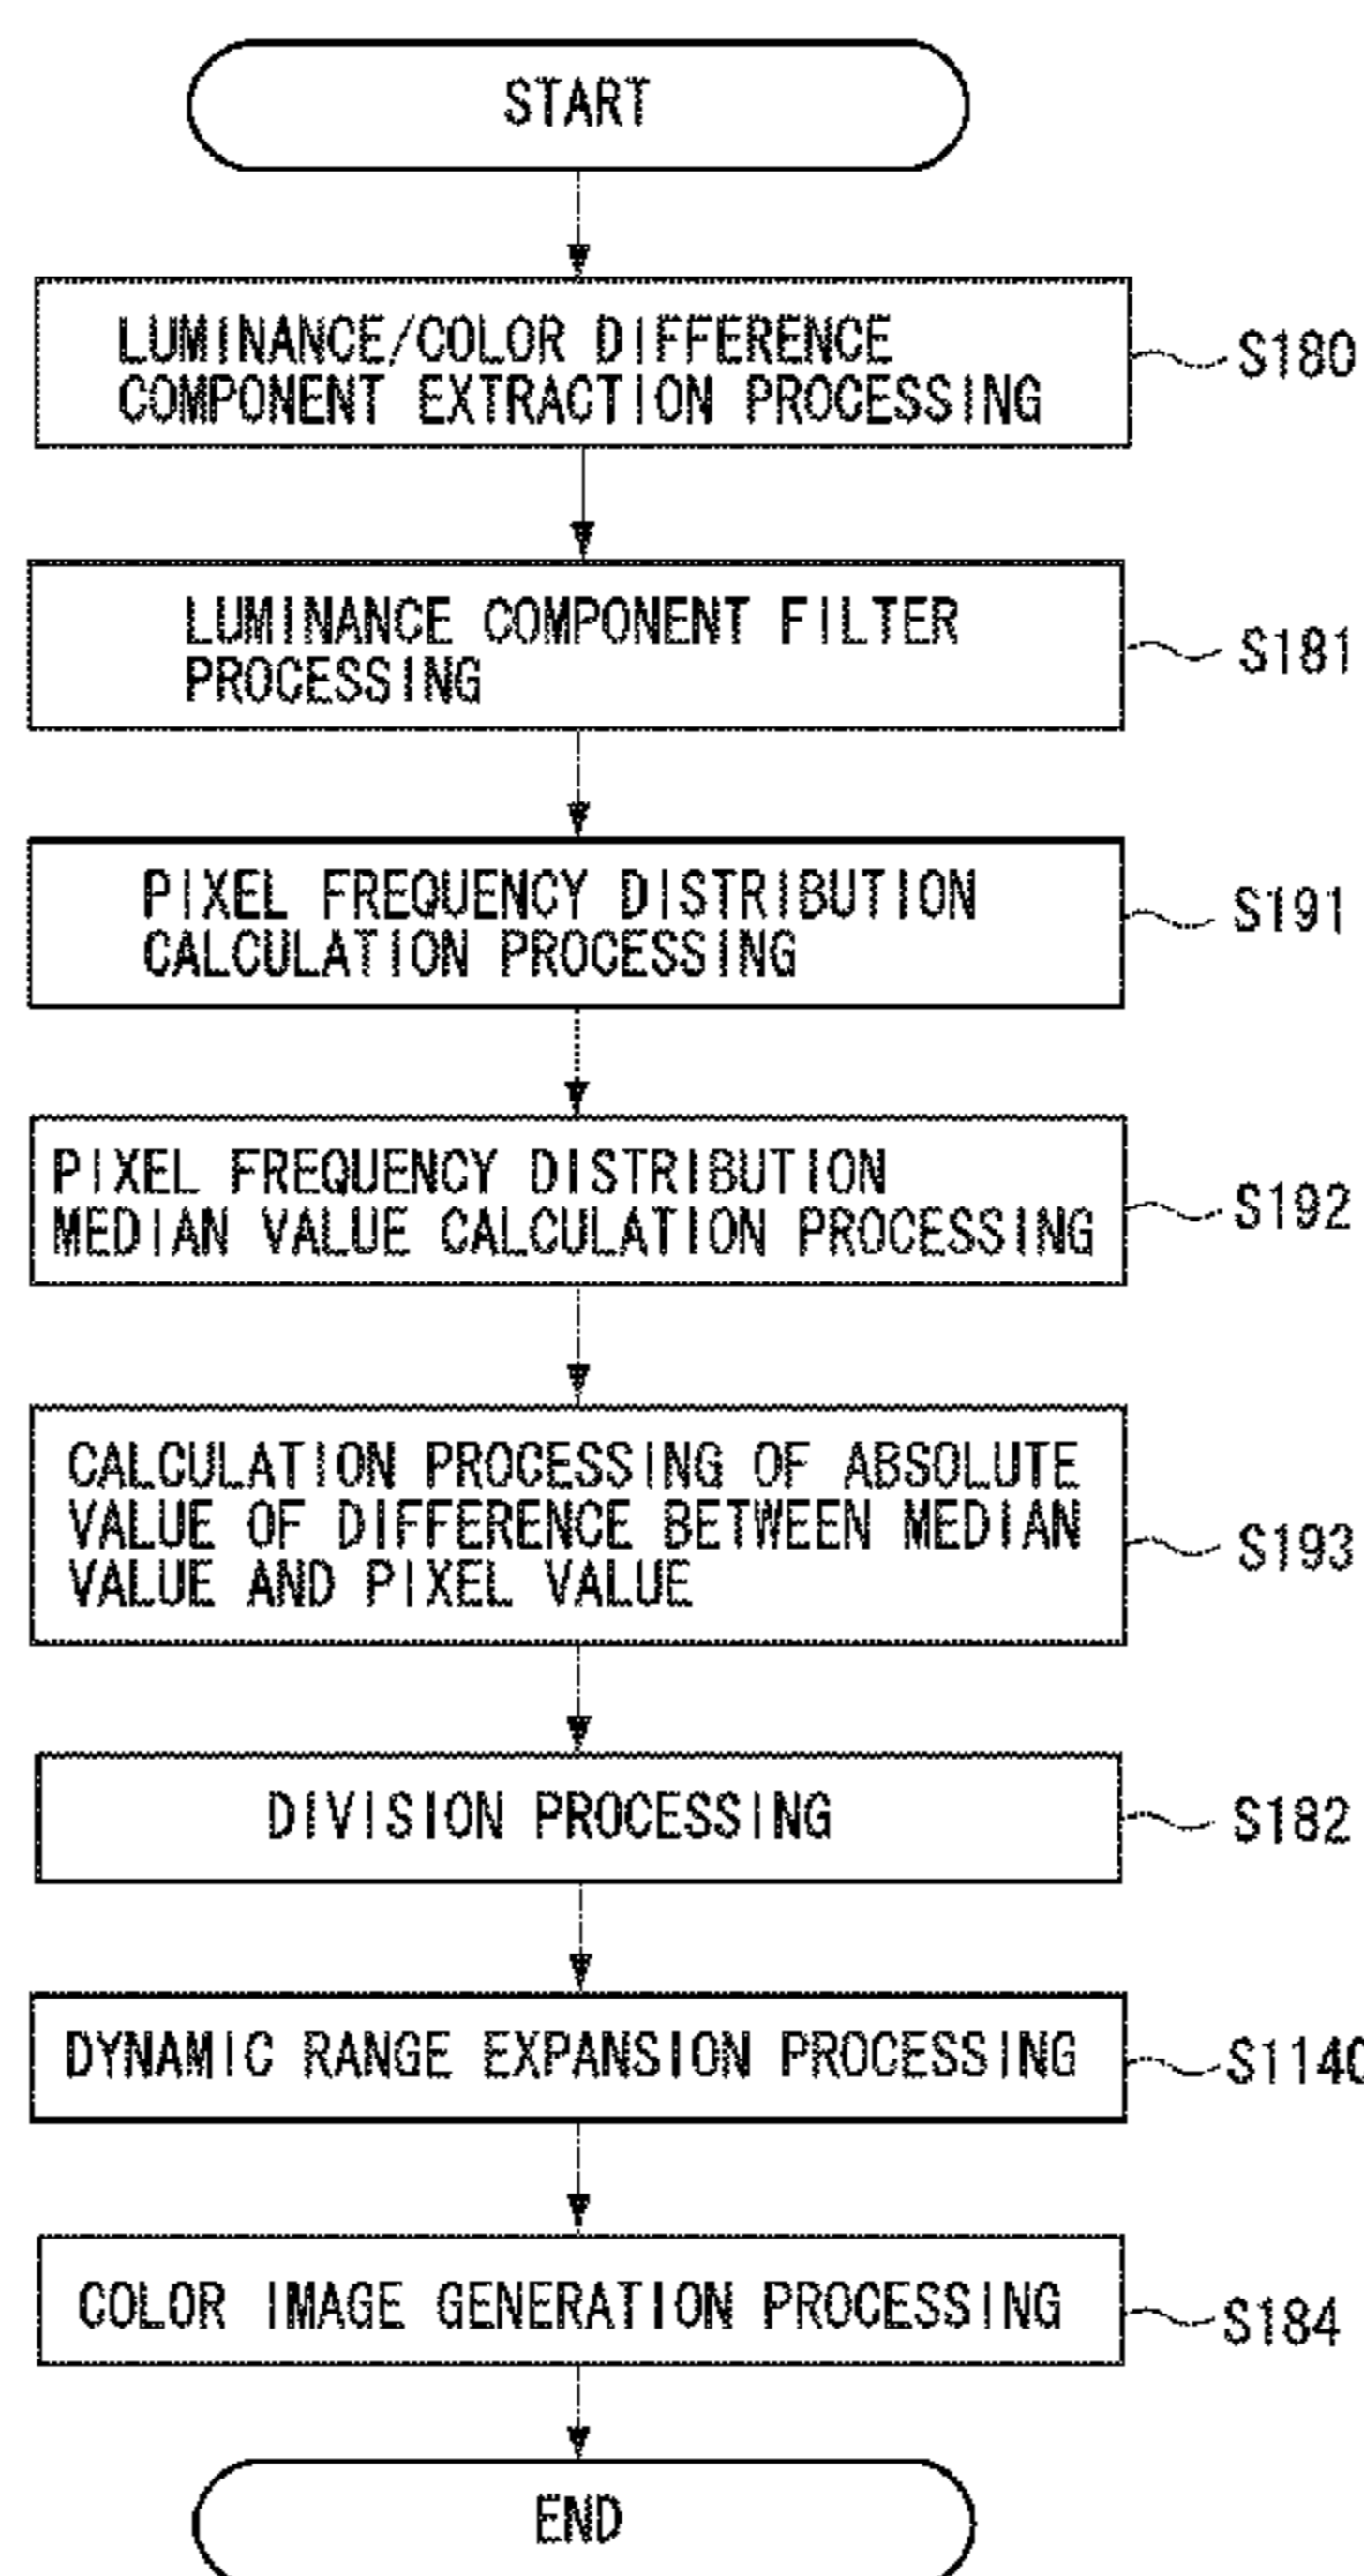 START
LUMINANCE/COLOR DIFFERENCE
COMPONENT EXTRACTION PROCESSING
S180
LUMINANCE COMPONENT FILTER
PROCESSING
S181
PIXEL FREQUENCY DISTRIBUTION
CALCULATION PROCESSING
S191
PIXEL FREQUENCY DISTRIBUTION
MEDIAN VALUE CALCULATION PROCESSING
S192
CALCULATION PROCESSING OF ABSOLUTE
VALUE OF DIFFERENCE BETWEEN MEDIAN
VALUE AND PIXEL VALUE
S193
DIVISION PROCESSING
S182
DYNAMIC RANGE EXPANSION PROCESSING
S1140
COLOR IMAGE GENERATION PROCESSING
S184
END